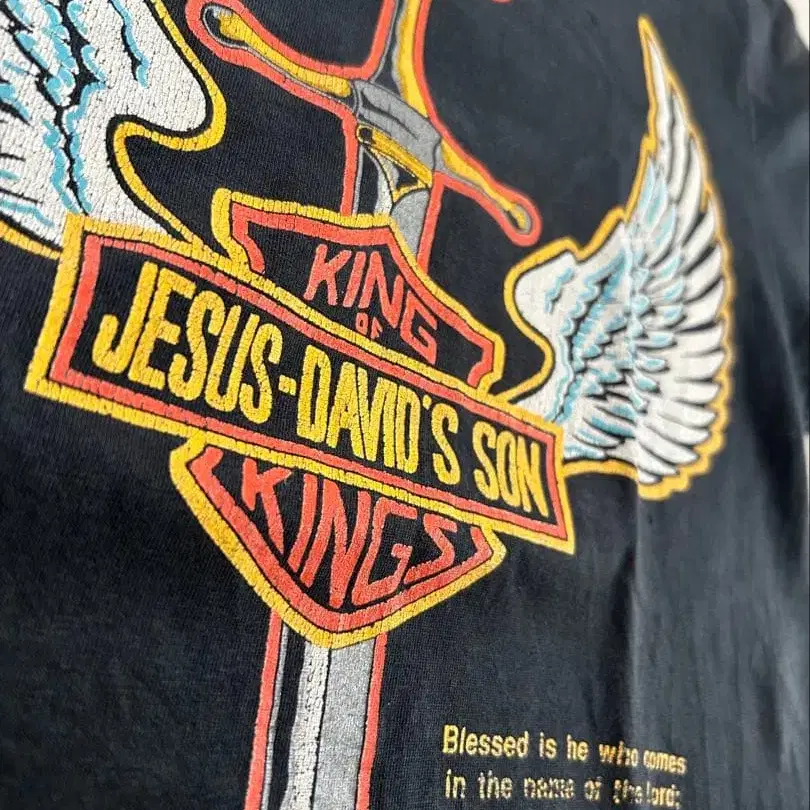 KING
OF
JESUS-DAVID'S SON
KINGS
Blessed is he who comes
in the name of the lord: